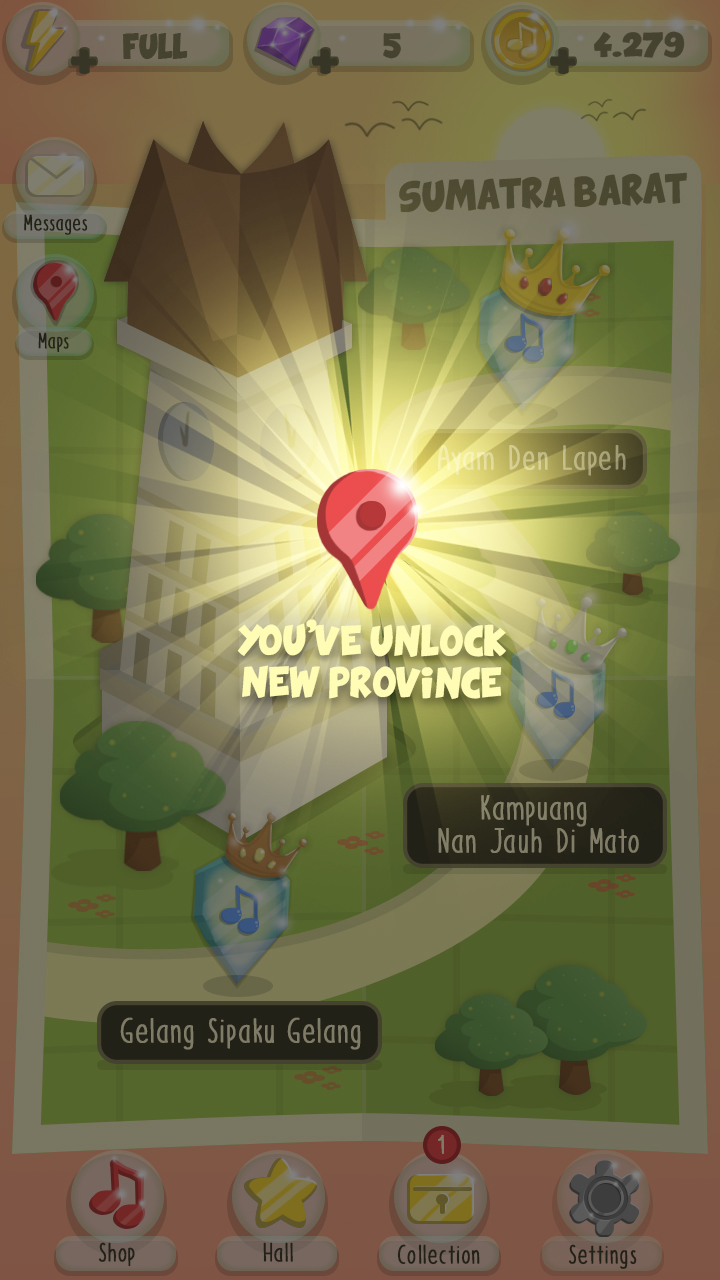 FULL
5
4.279
SUMATRA BARAT
Messages
Maps
Ayam Den Lapeh
YOU'VE UNLOCK
NEW PROVINCE
Kampuang
Nan Jauh Di Mato
Gelang Sipaku Gelang
1
Shop
Hall
Collection
Settings